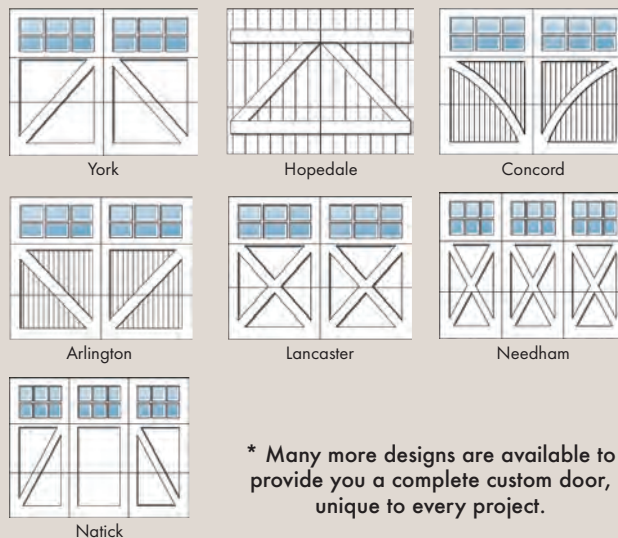 York
Hopedale
Concord
Arlington
Lancaster
Needham
Natick
* Many more designs are available to
provide you a complete custom door,
unique to every project.